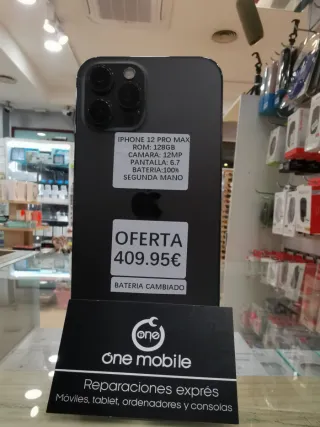 IPHONE 12 PRO MAX
ROM: 128GB
CAMARA: 12MP
PANTALLA: 6.7
BATERIA:100%
SEGUNDA MANO
OFERTA
409.95€
BATERIA CAMBIADO
one
óne mobile
Reparaciones exprés
Móviles, tablet, ordenadores y consolas